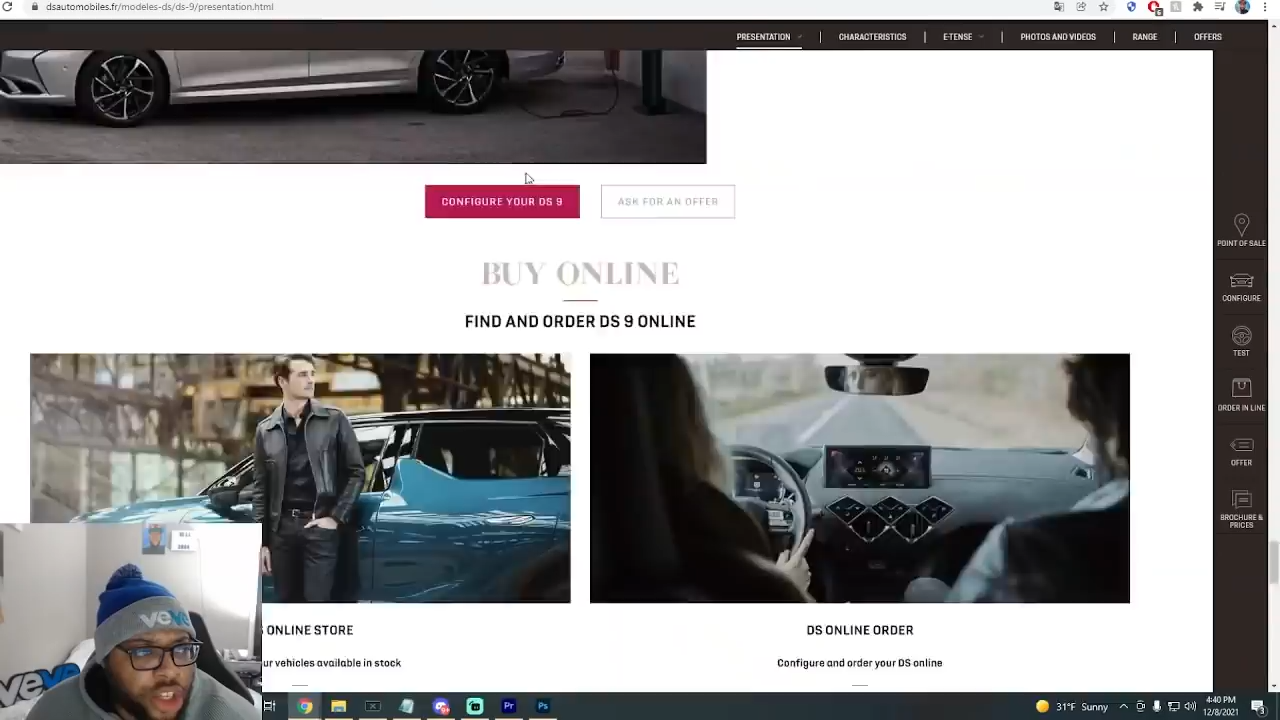 dsautomobiles.fr/modeles-ds/ds-9/presentation.html
PRESENTATION CHARACTERISTICS E-TENSE PHOTOS AND VIDEOS RANGE OFFERS
CONFIGURE YOUR DS 9 ASK FOR AN OFFER
BUY ONLINE
FIND AND ORDER DS 9 ONLINE
POINT OF SALE
CONFIGURE
TEST
ORDER IN LINE
OFFER
BROCHURE &
PRICES
ONLINE STORE
vehicles available in stock
DS ONLINE ORDER
Configure and order your DS online
veve
veve
31°F Sunny
4:40 PM
12/8/2021